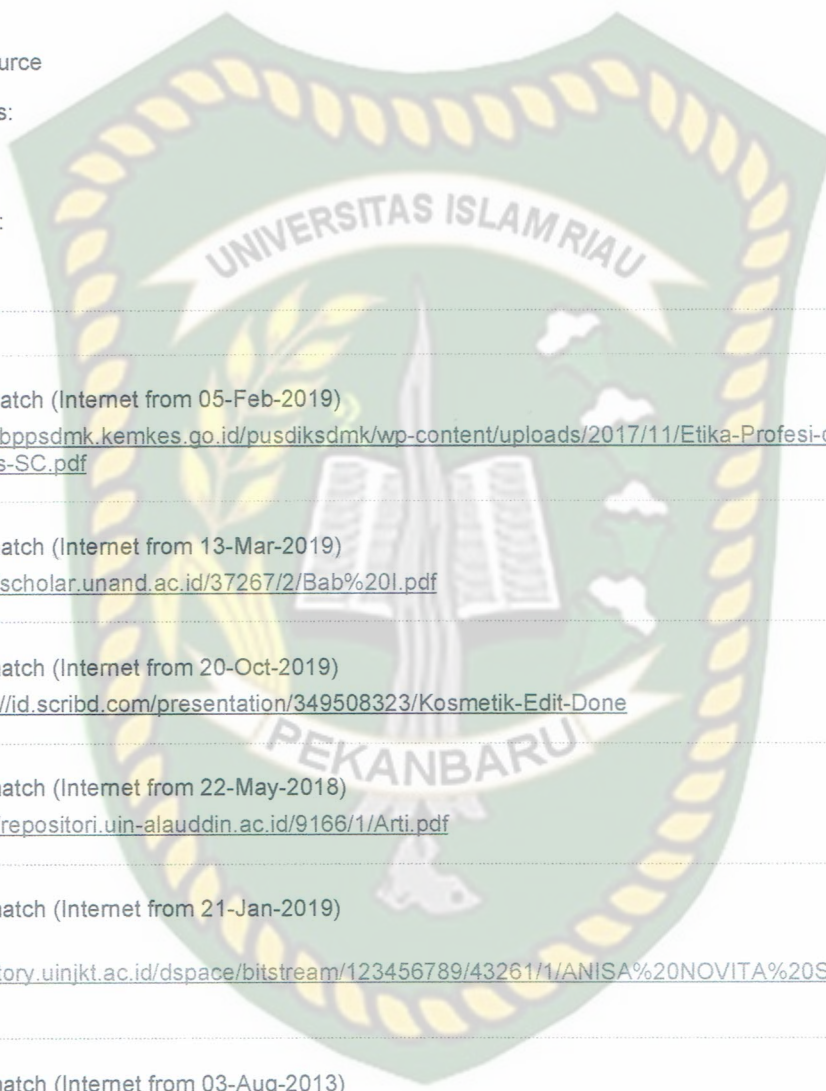 urce
s:
:
UNIVERSITAS ISLAM RIAU
atch (Internet from 05-Feb-2019)
bppsdmk.kemkes.go.id/pusdiksdmk/wp-content/uploads/2017/11/Etika-Profesi-
s-SC.pdf
atch (Internet from 13-Mar-2019)
scholar.unand.ac.id/37267/2/Bab%20I.pdf
natch (Internet from 20-Oct-2019)
//id.scribd.com/presentation/349508323/Kosmetik-Edit-Done
PEKANBARU
natch (Internet from 22-May-2018)
/repositori.uin-alauddin.ac.id/9166/1/Arti.pdf
natch (Internet from 21-Jan-2019)
tory.uinjkt.ac.id/dspace/bitstream/123456789/43261/1/ANISA%20NOVITA%20S
natch (Internet from 03-Aug-2013)